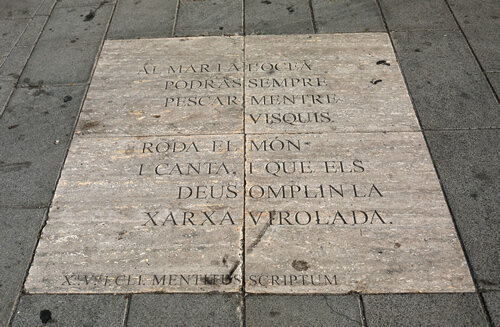 AL MAR LA LOCEA
PODRÀS SEMPRE
PESCAR MENTRE
VISQUIS.
RODA EL MÓN
I CANTA, I QUE ELS
DEUS OMPLIN LA
XARXA VIROLADA.
MENTITUS SCRIPTUM